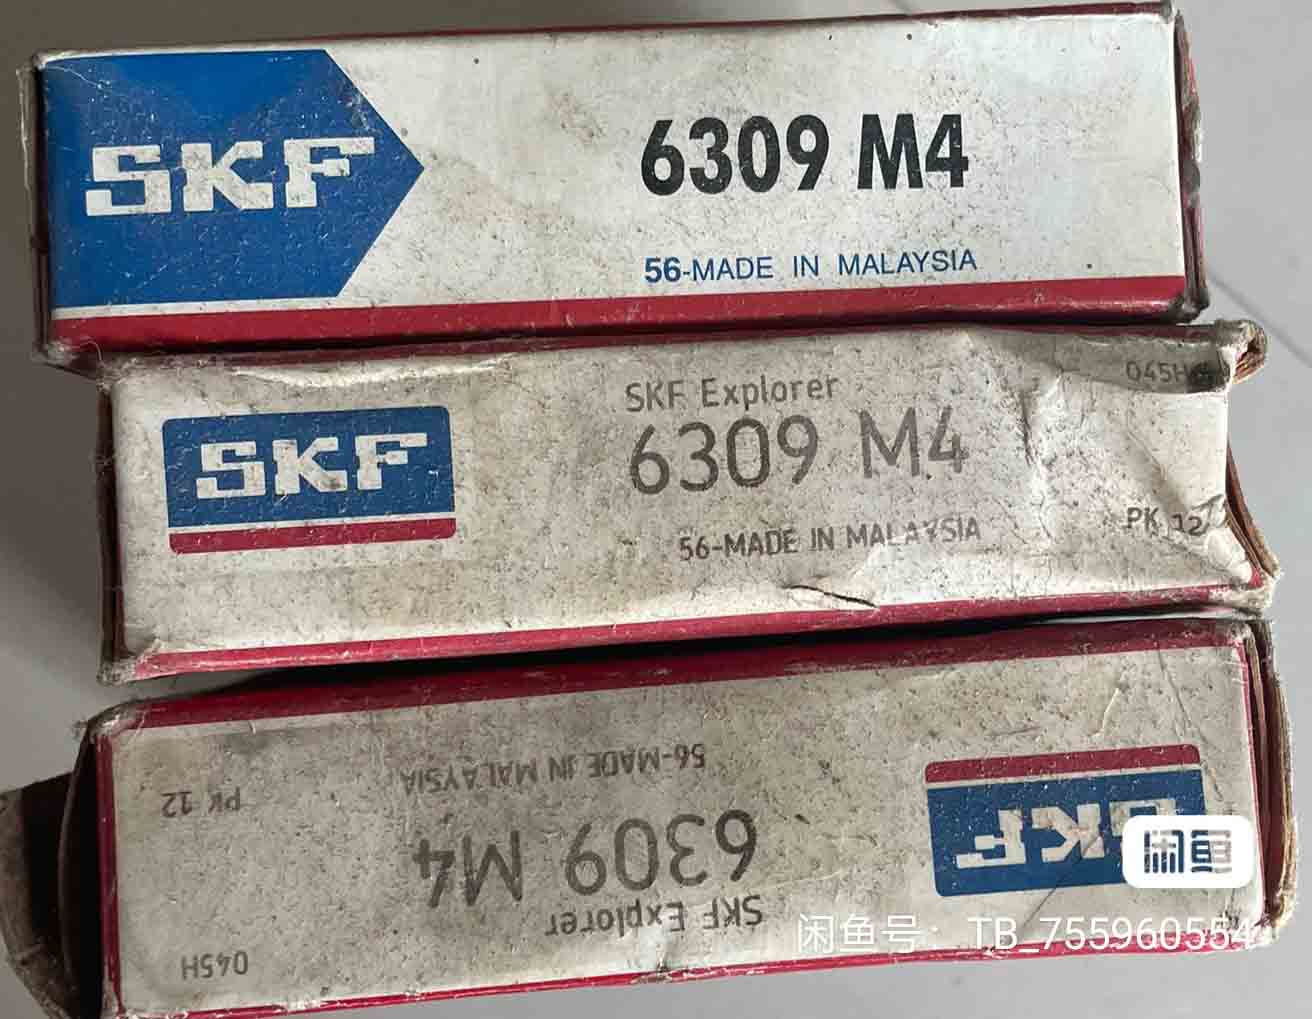 SKF
6309 M4
56-MADE IN MALAYSIA
SKF
SKF Explorer
6309 M4
56-MADE IN MALAYSIA
045H
PK 12
SKF
SKF Explorer
6309 M4
56-MADE IN MALAYSIA
045H
PK 12
闲鱼
闲鱼号：TB_755960554